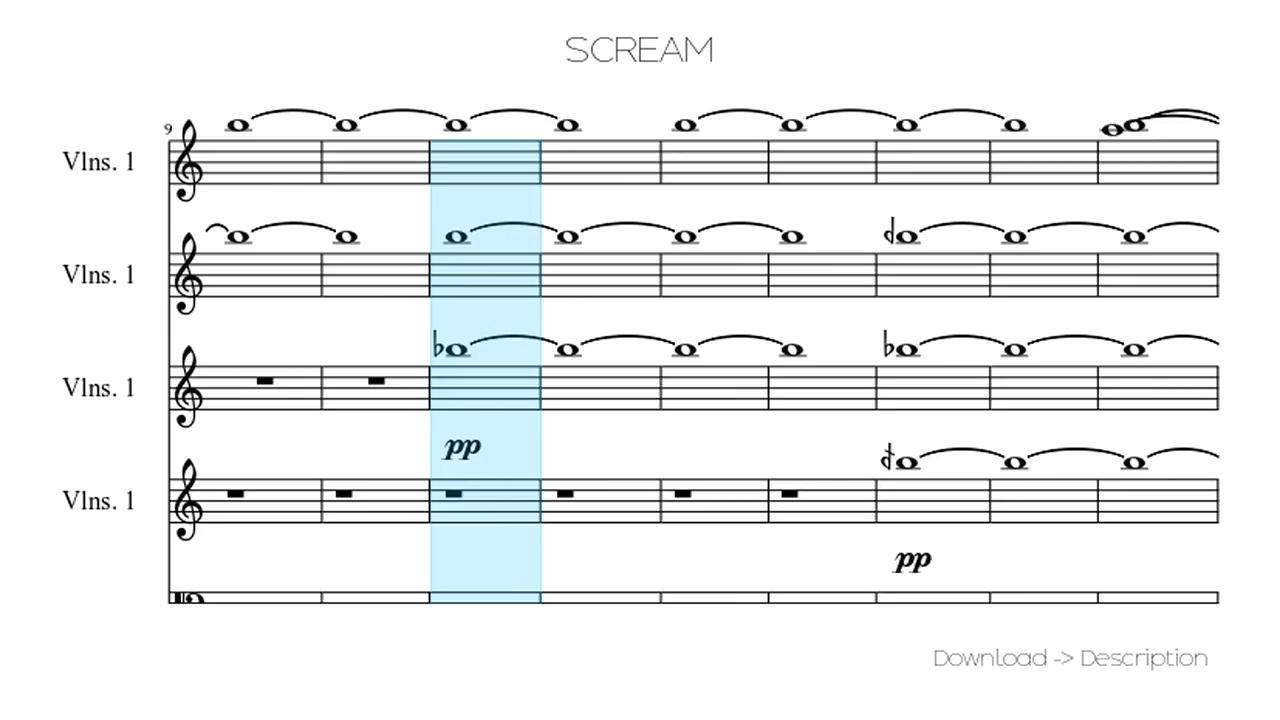 SCREAM
9
Vlns. 1
Vlns. 1
Vlns. 1
pp
Vlns. 1
pp
Download -> Description